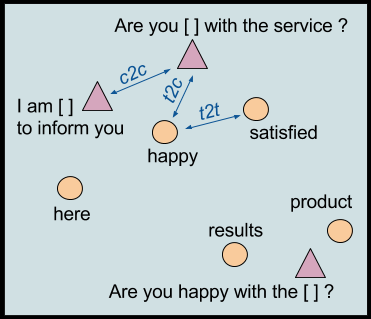 Are you [ ] with the service ?
c2c
I am [ ]
to inform you
t2c
t2t
satisfied
happy
here
product
results
Are you happy with the [ ] ?